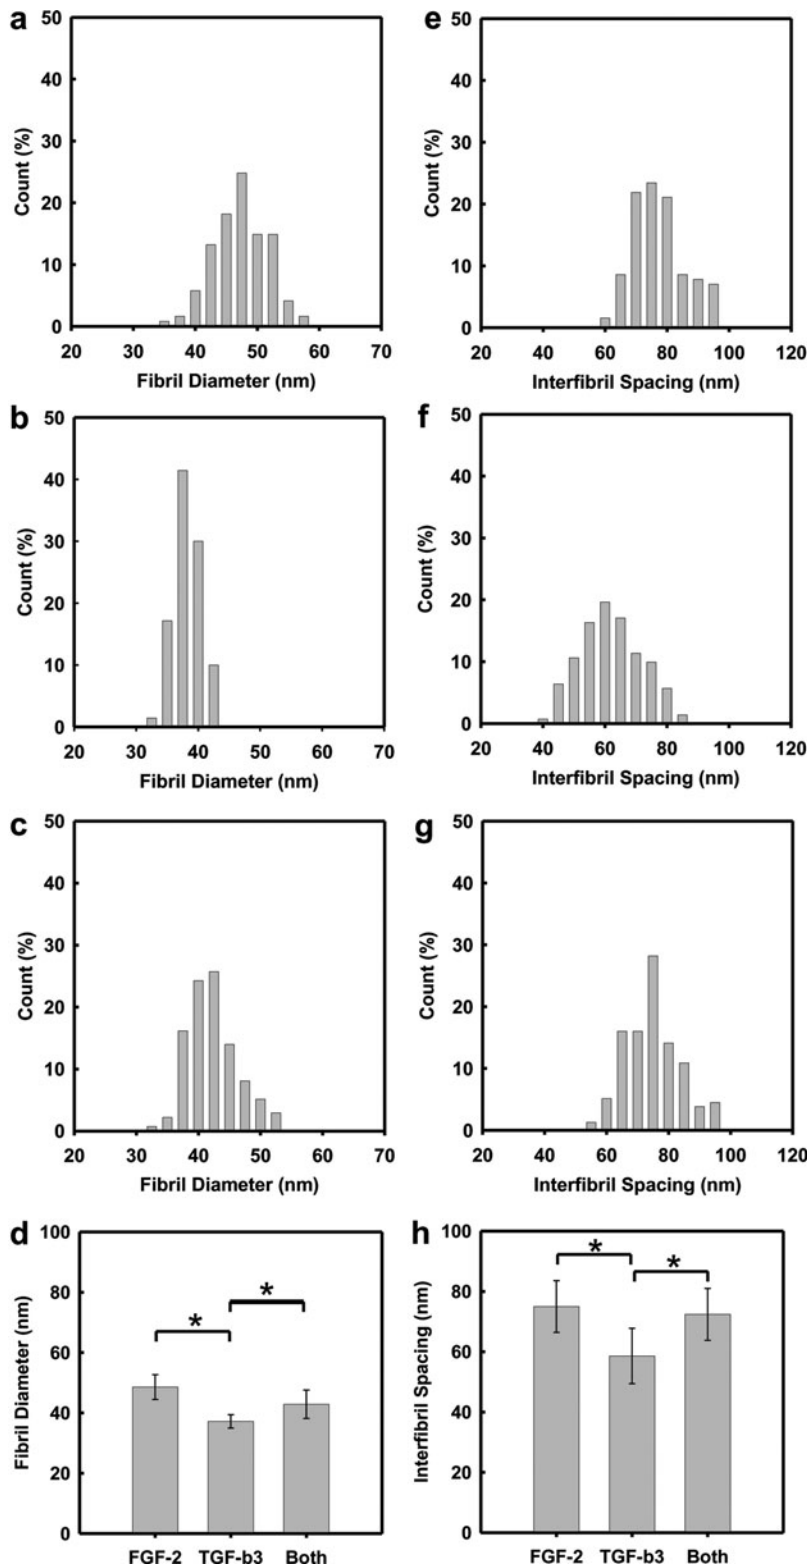 a
50
40
30
20
10
0
Count (%)
20 30 40 50 60 70
Fibril Diameter (nm)
e
50
40
30
20
10
0
Count (%)
20 40 60 80 100 120
Interfibril Spacing (nm)
b
50
40
30
20
10
0
Count (%)
20 30 40 50 60 70
Fibril Diameter (nm)
f
50
40
30
20
10
0
Count (%)
20 40 60 80 100 120
Interfibril Spacing (nm)
c
50
40
30
20
10
0
Count (%)
20 30 40 50 60 70
Fibril Diameter (nm)
g
50
40
30
20
10
0
Count (%)
20 40 60 80 100 120
Interfibril Spacing (nm)
d
100
80
60
40
20
0
Fibril Diameter (nm)
*
*
FGF-2 TGF-b3 Both
h
100
80
60
40
20
0
Interfibril Spacing (nm)
*
*
FGF-2 TGF-b3 Both